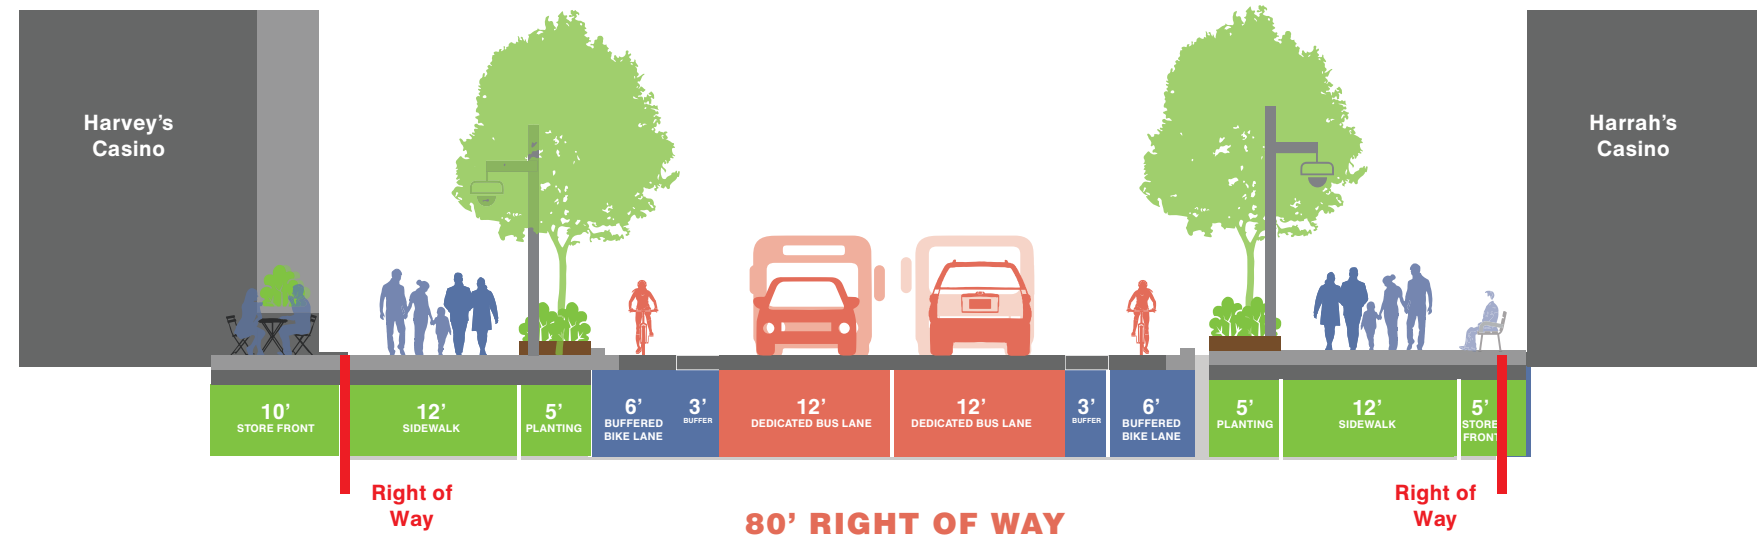 Harvey's
Casino
Harrah's
Casino
10’
STORE FRONT
12’
SIDEWALK
5’
PLANTING
6’
BUFFERED
BIKE LANE
3’
BUFFER
12’
DEDICATED BUS LANE
12’
DEDICATED BUS LANE
3’
BUFFER
6’
BUFFERED
BIKE LANE
5’
PLANTING
12’
SIDEWALK
5’
STORE
FRONT
Right of
Way
Right of
Way
80’ RIGHT OF WAY